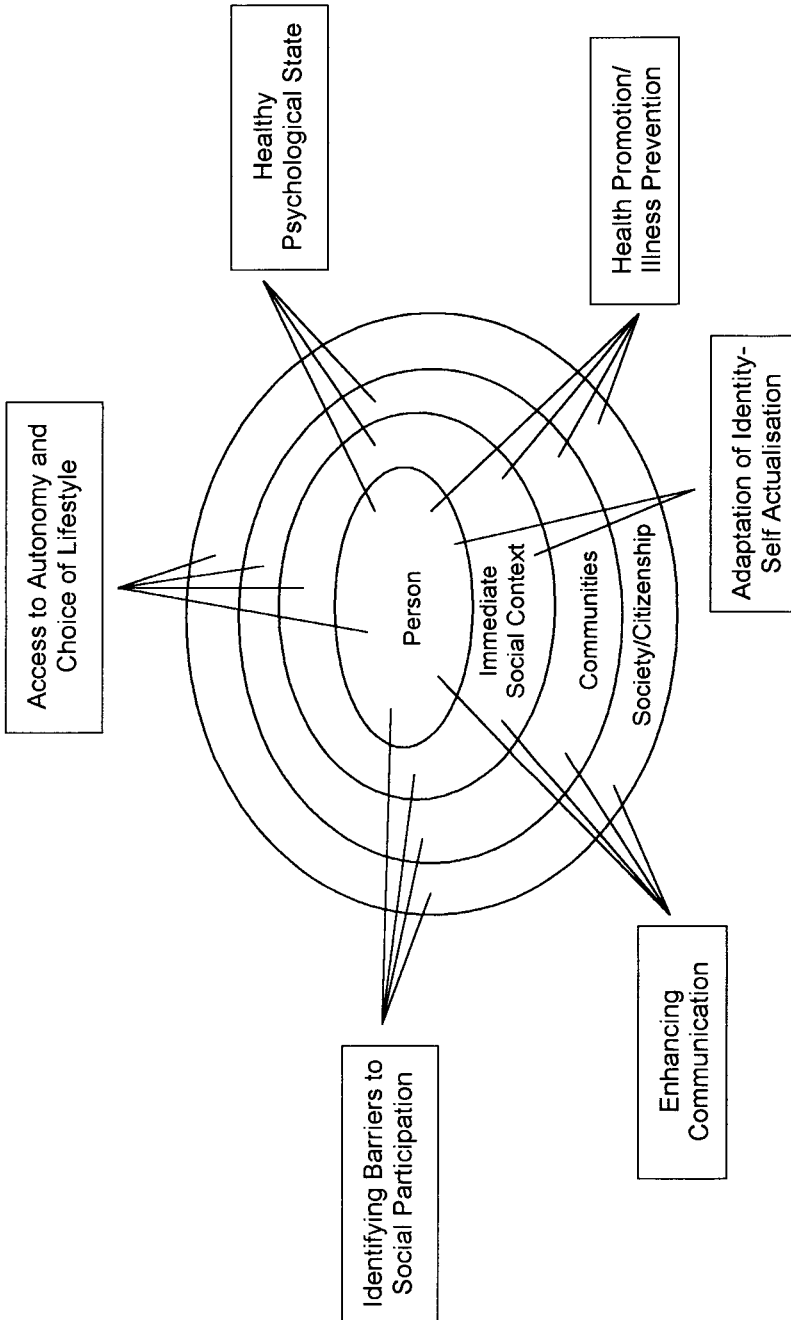 Access to Autonomy and
Choice of Lifestyle
Identifying Barriers to
Social Participation
Healthy
Psychological State
Person
Immediate
Social Context
Communities
Society/Citizenship
Enhancing
Communication
Adaptation of Identity-
Self Actualisation
Health Promotion/
Illness Prevention